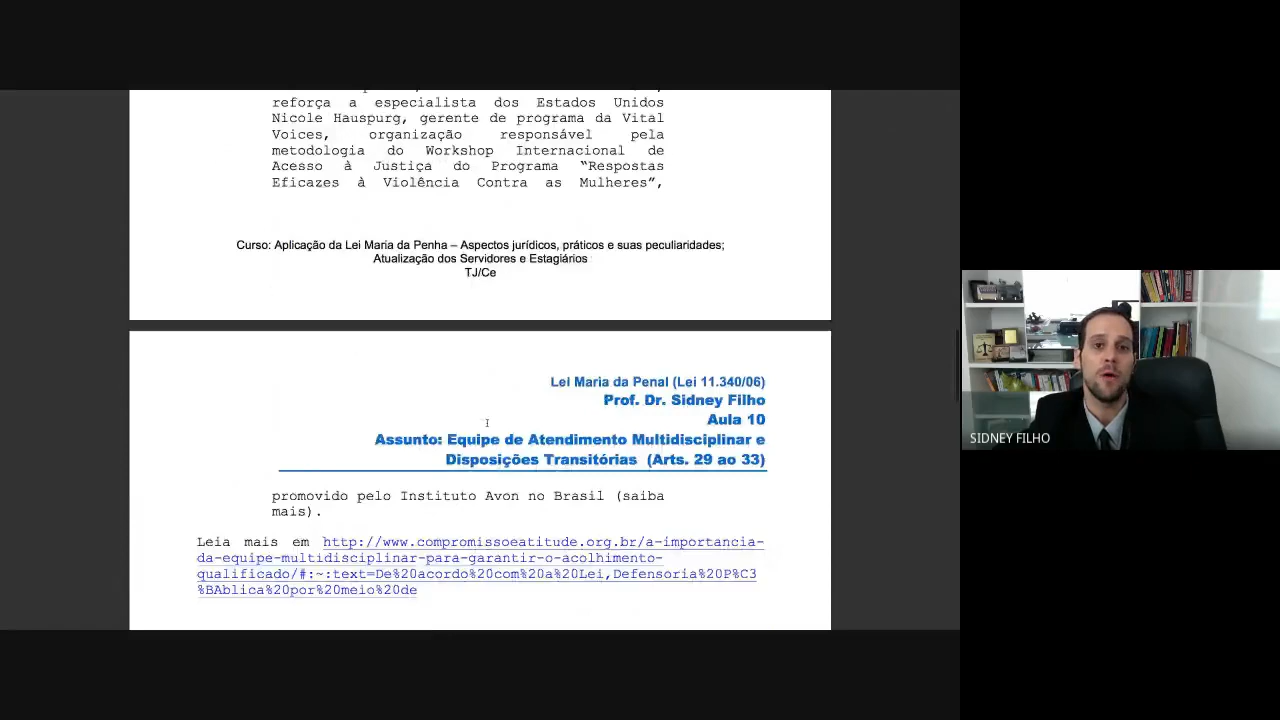 reforça a especialista dos Estados Unidos
Nicole Hauspurg, gerente de programa da Vital
Voices, organização responsável pela
metodologia do Workshop Internacional de
Acesso à Justiça do Programa “Respostas
Eficazes à Violência Contra as Mulheres”,
Curso: Aplicação da Lei Maria da Penha – Aspectos jurídicos, práticos e suas peculiaridades;
Atualização dos Servidores e Estagiários
TJ/Ce
Lei Maria da Penal (Lei 11.340/06)
Prof. Dr. Sidney Filho
Aula 10
Assunto: Equipe de Atendimento Multidisciplinar e
Disposições Transitórias (Arts. 29 ao 33)
promovido pelo Instituto Avon no Brasil (saiba
mais).
Leia mais em http://www.compromissoeatitude.org.br/a-importancia-
da-equipe-multidisciplinar-para-garantir-o-acolhimento-
qualificado/#:~:text=De%20acordo%20com%20a%20Lei,Defensoria%20P%C3
%BAblica%20por%20meio%20de
SIDNEY FILHO